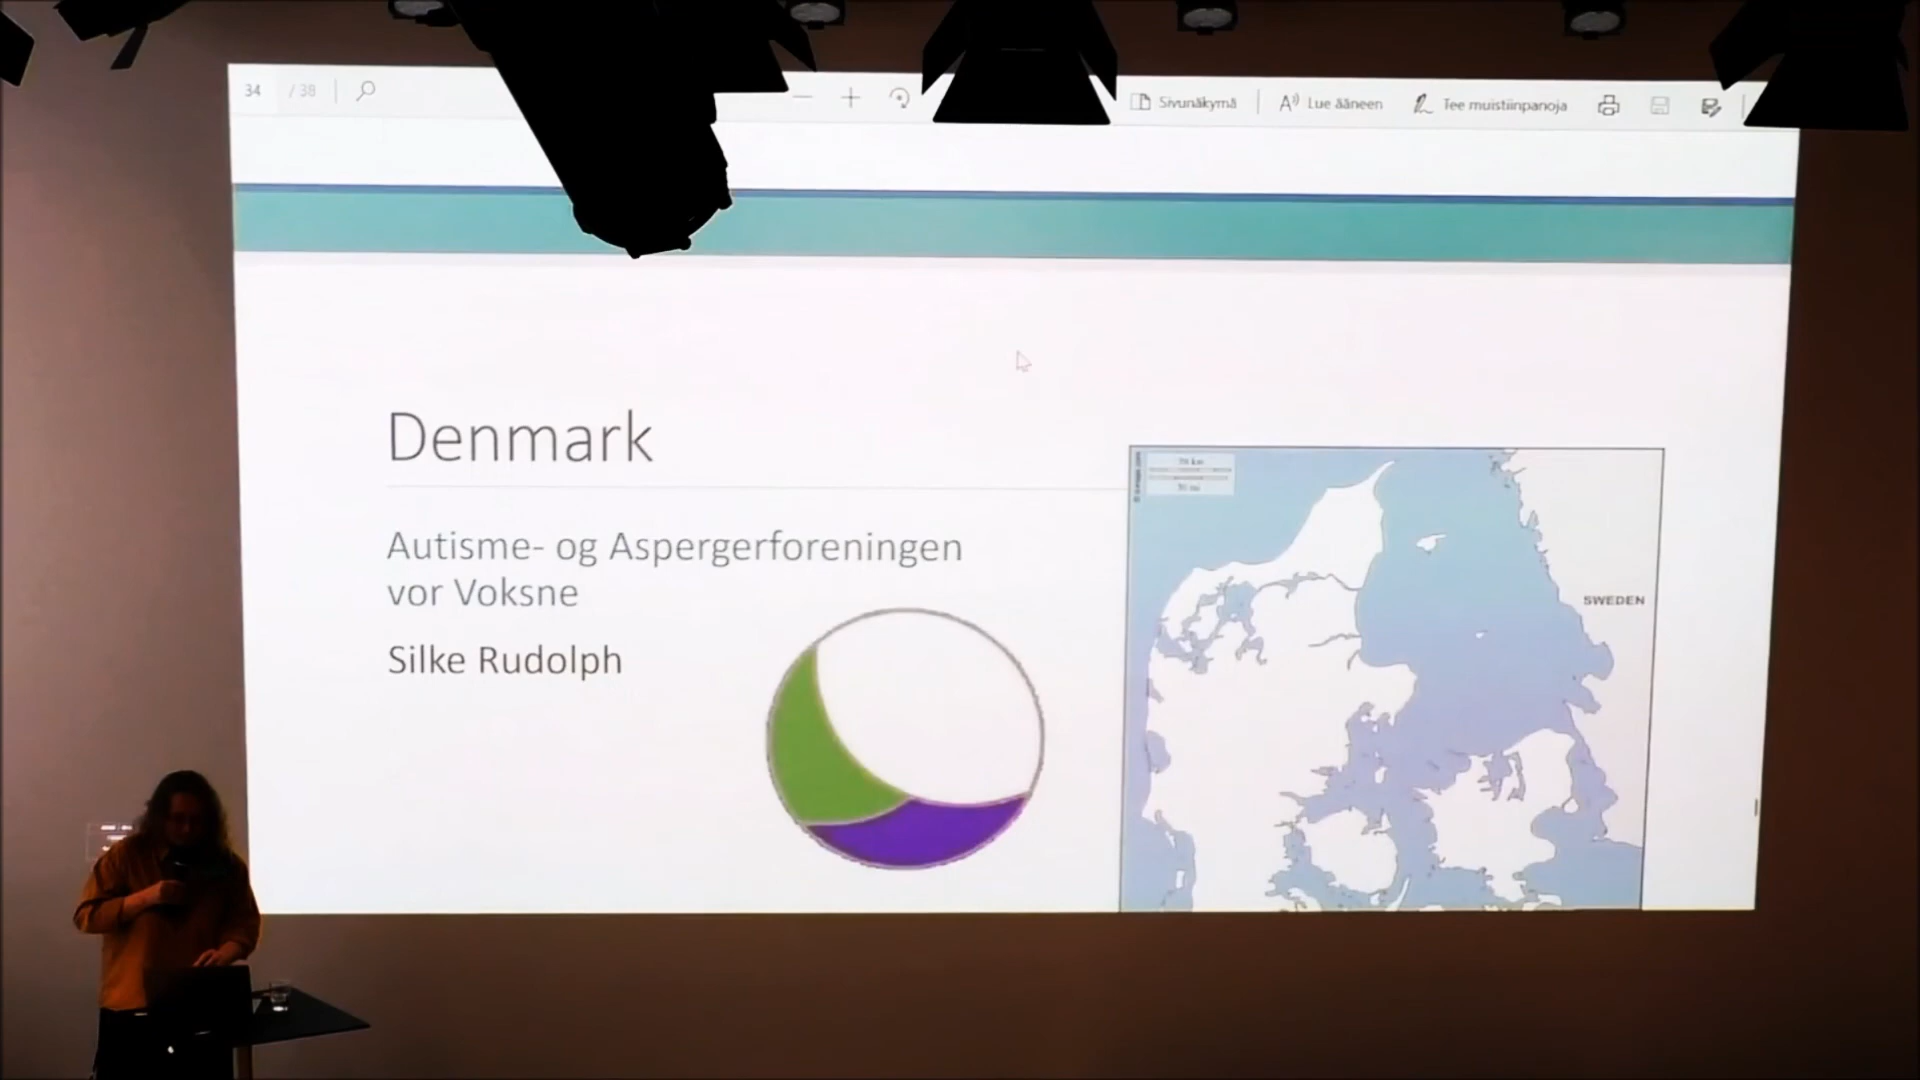 34 / 38
Sivunäkymä
Lue ääneen
Tee muistiinpanoja
Denmark
Autisme- og Aspergerforeningen
vor Voksne
Silke Rudolph
SWEDEN